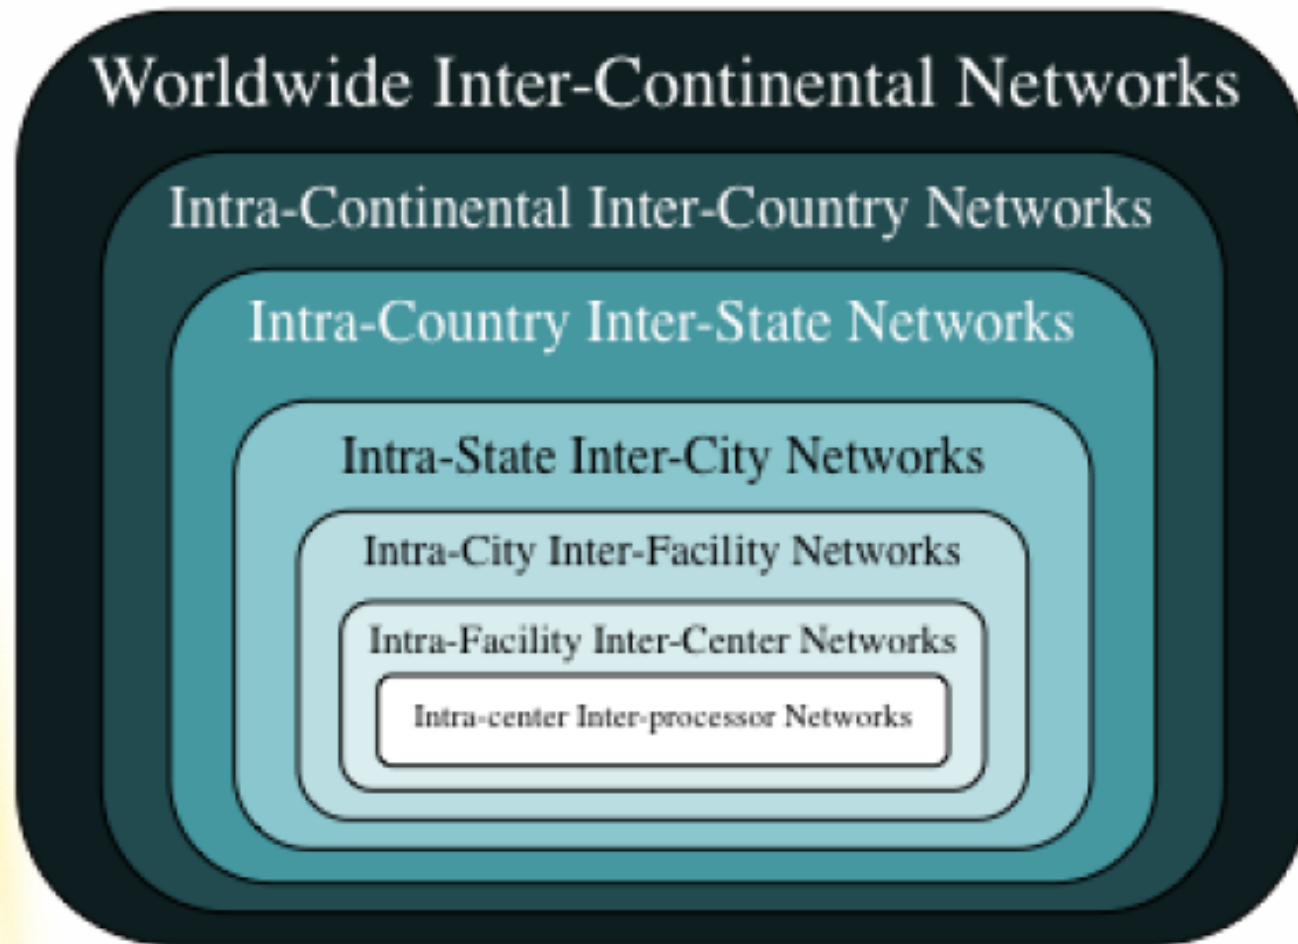 Worldwide Inter-Continental Networks
Intra-Continental Inter-Country Networks
Intra-Country Inter-State Networks
Intra-State Inter-City Networks
Intra-City Inter-Facility Networks
Intra-Facility Inter-Center Networks
Intra-center Inter-processor Networks